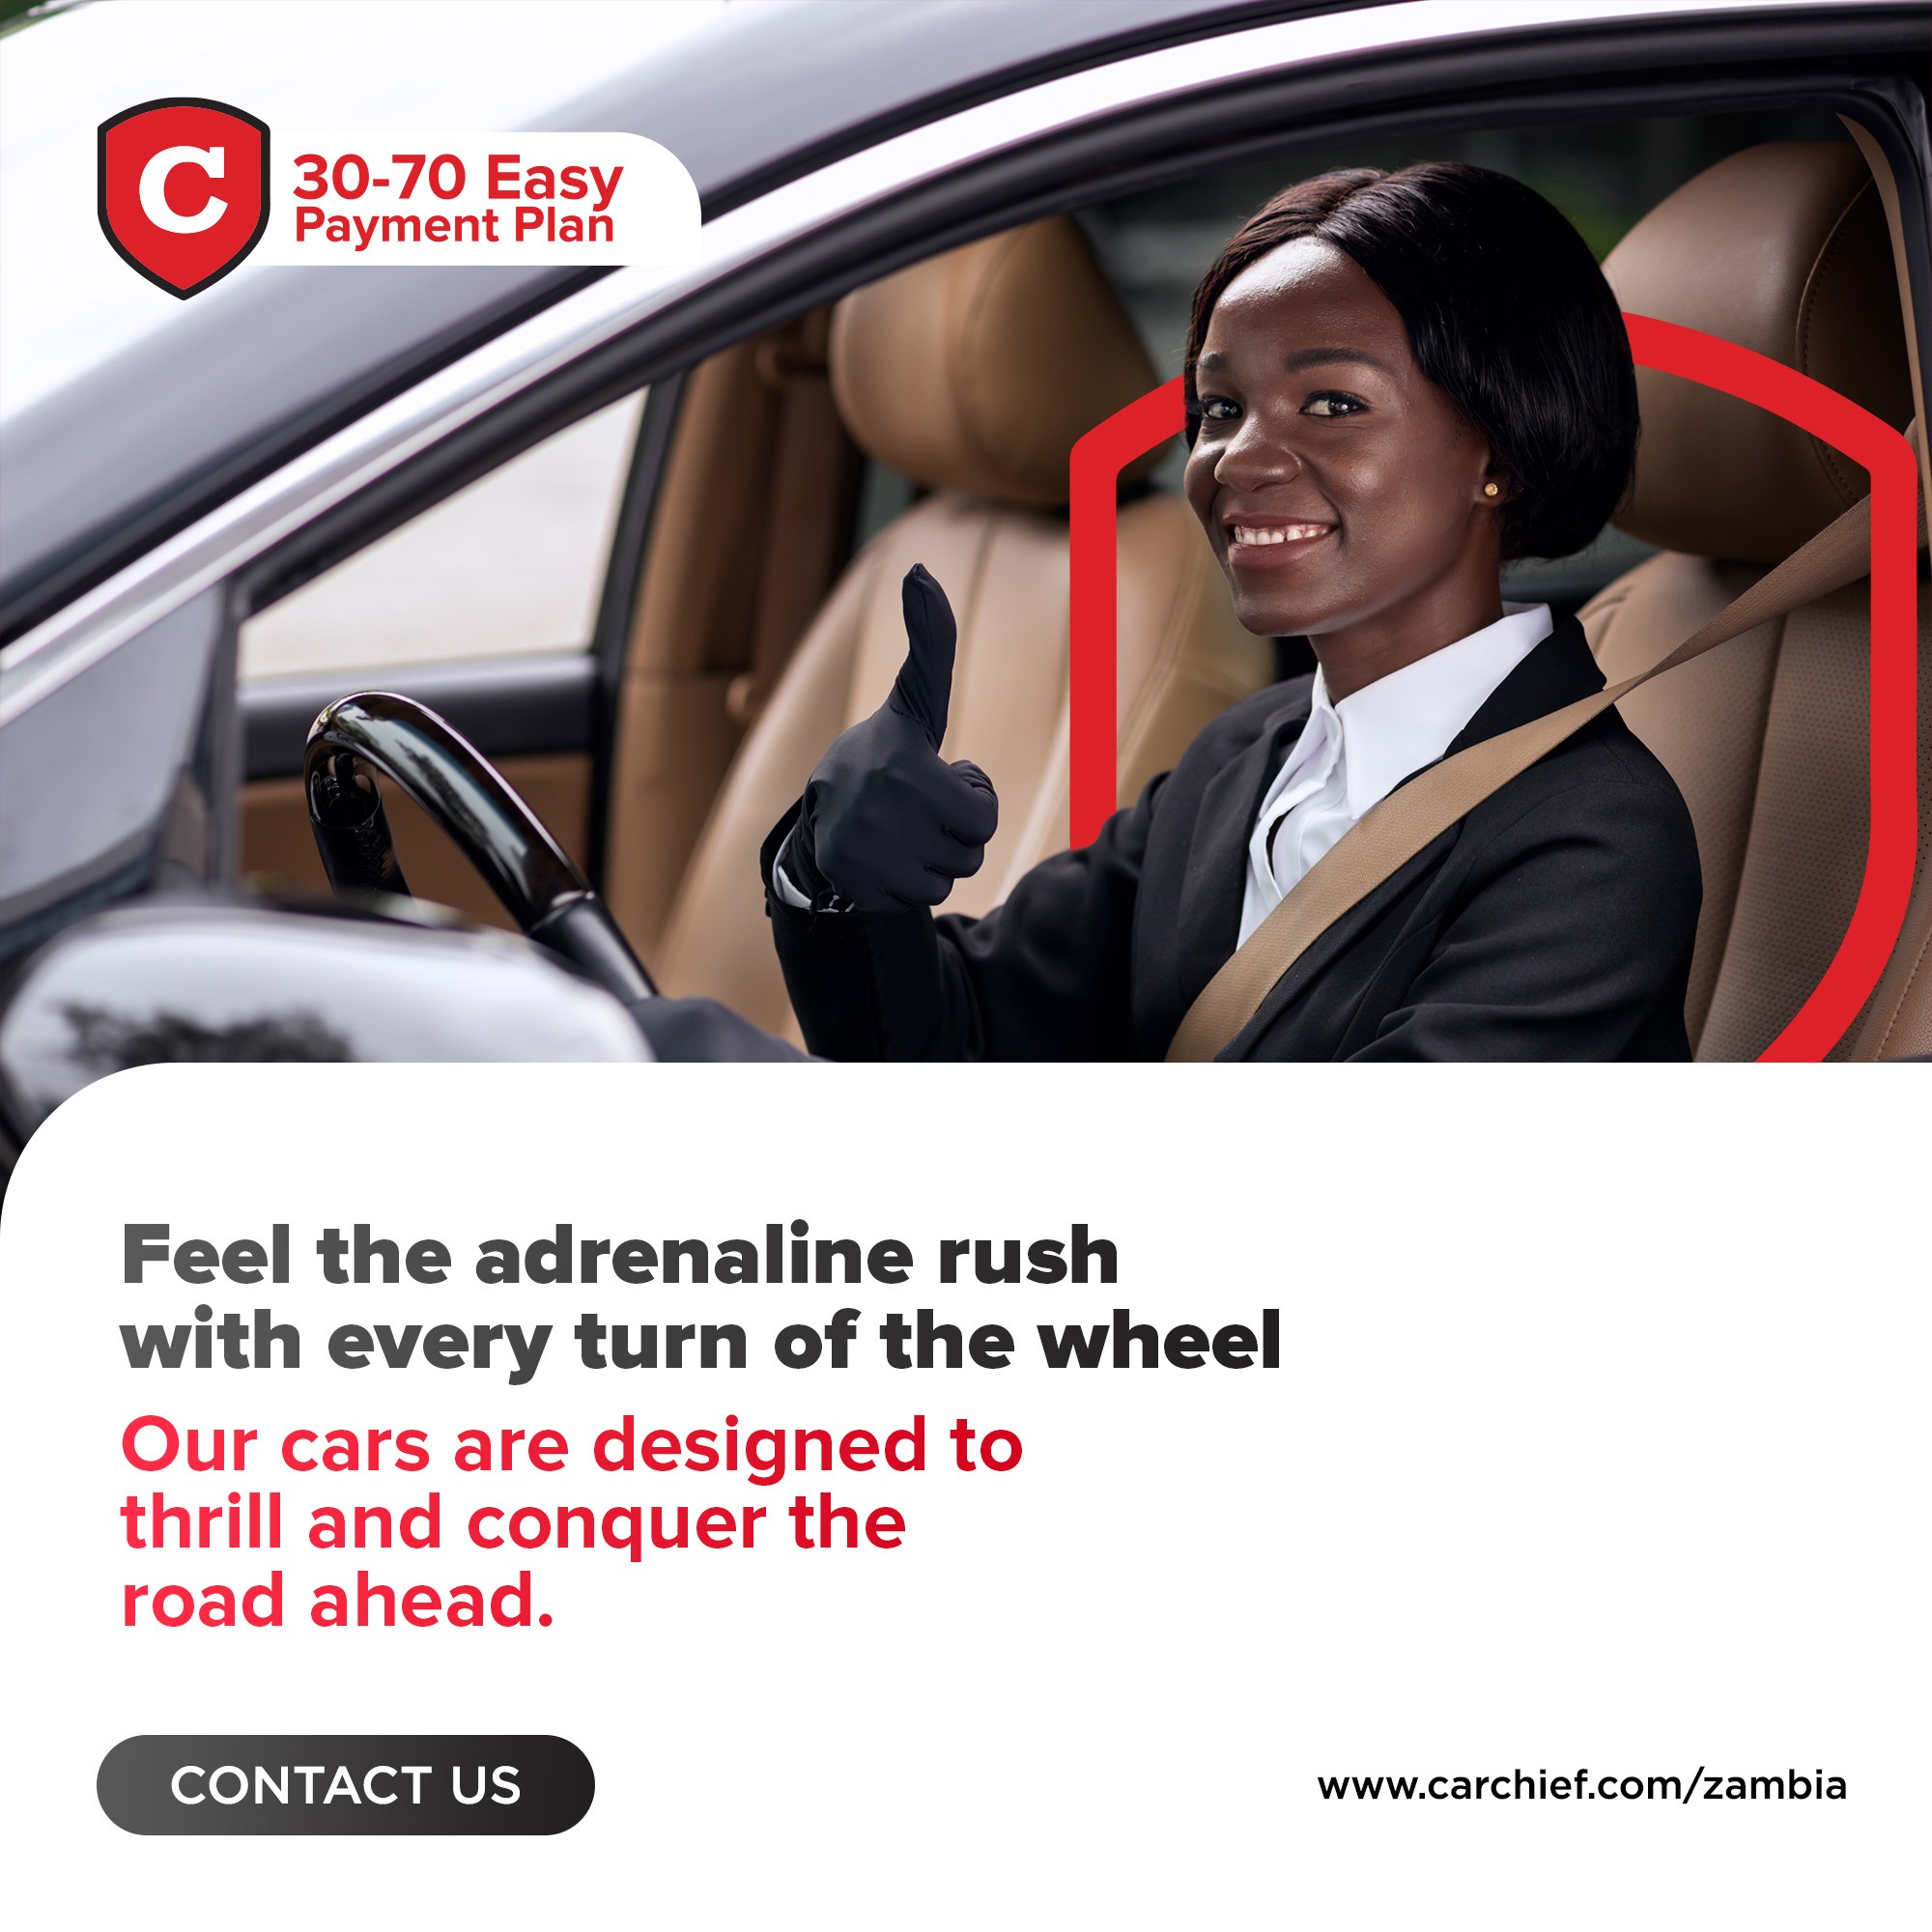 C
30-70 Easy
Payment Plan
Feel the adrenaline rush
with every turn of the wheel
Our cars are designed to
thrill and conquer the
road ahead.
CONTACT US
www.carchief.com/zambia